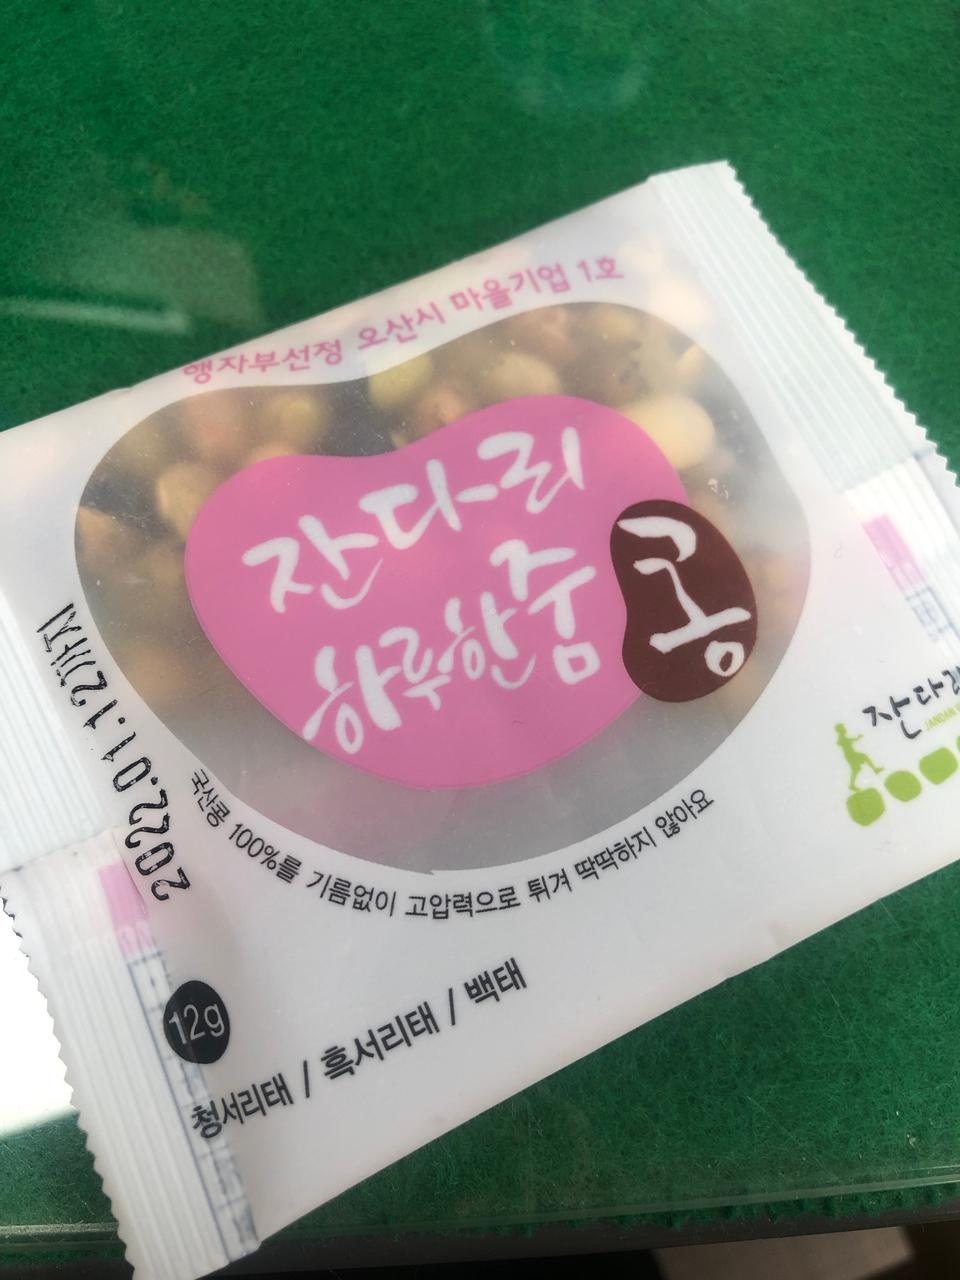 행자부선정 오산시 마을기업 1호
잔다리
하루한줌 콩
2022.01.12까지
국산콩 100%를 기름없이 고압력으로 튀겨 딱딱하지 않아요
잔다리
12g
청서리태 / 흑서리태 / 백태